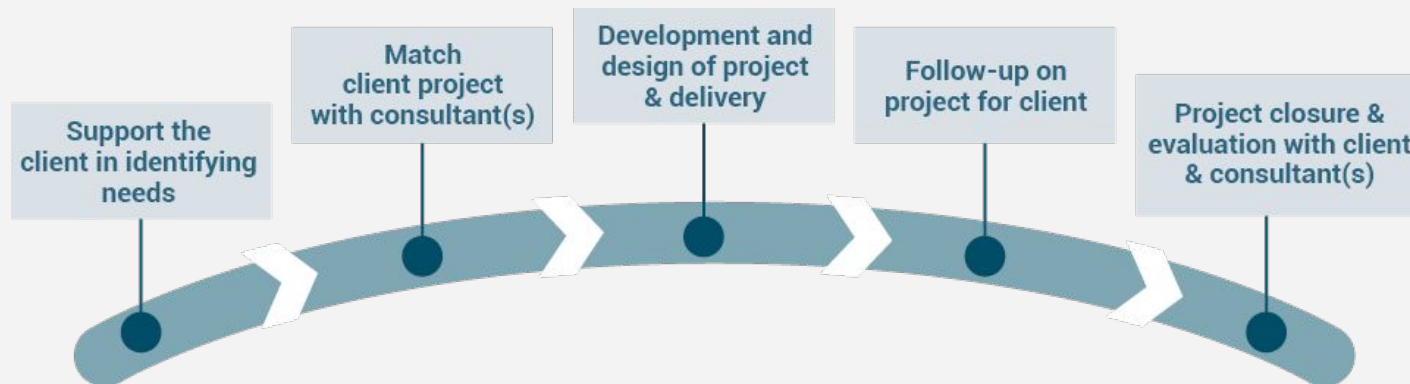 Support the
client in identifying
needs
Match
client project
with consultant(s)
Development and
design of project
& delivery
Follow-up on
project for client
Project closure &
evaluation with client
& consultant(s)